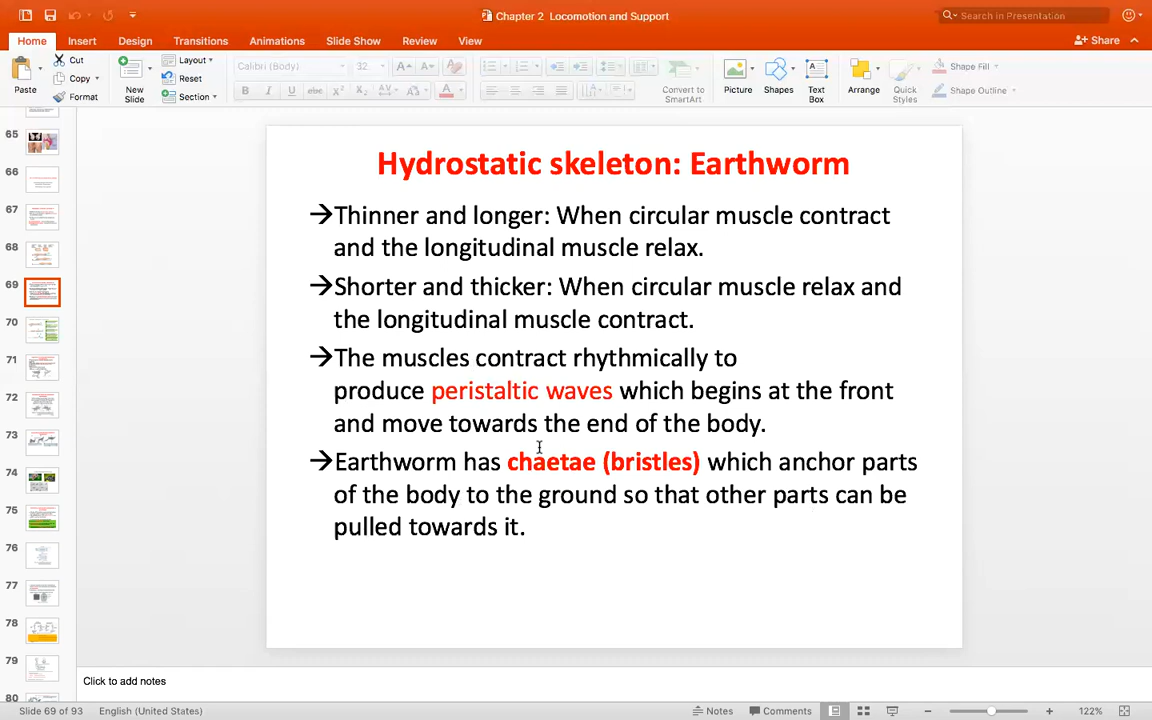 Chapter 2 Locomotion and Support
Search in Presentation
Home Insert Design Transitions Animations Slide Show Review View
Share
Paste
Cut
Copy
Format
New
Slide
Layout
Reset
Section
Calibri (Body) 32
Convert to
SmartArt
Picture
Shapes
Text
Box
Arrange
Quick
Styles
Shape Fill
Shape Outline
65
66
67
68
69
70
71
72
73
74
75
76
77
78
79
80
Hydrostatic skeleton: Earthworm
→Thinner and longer: When circular muscle contract
and the longitudinal muscle relax.
→Shorter and thicker: When circular muscle relax and
the longitudinal muscle contract.
→The muscles contract rhythmically to
produce peristaltic waves which begins at the front
and move towards the end of the body.
→Earthworm has chaetae (bristles) which anchor parts
of the body to the ground so that other parts can be
pulled towards it.
Click to add notes
Slide 69 of 93 English (United States) Notes Comments 122%